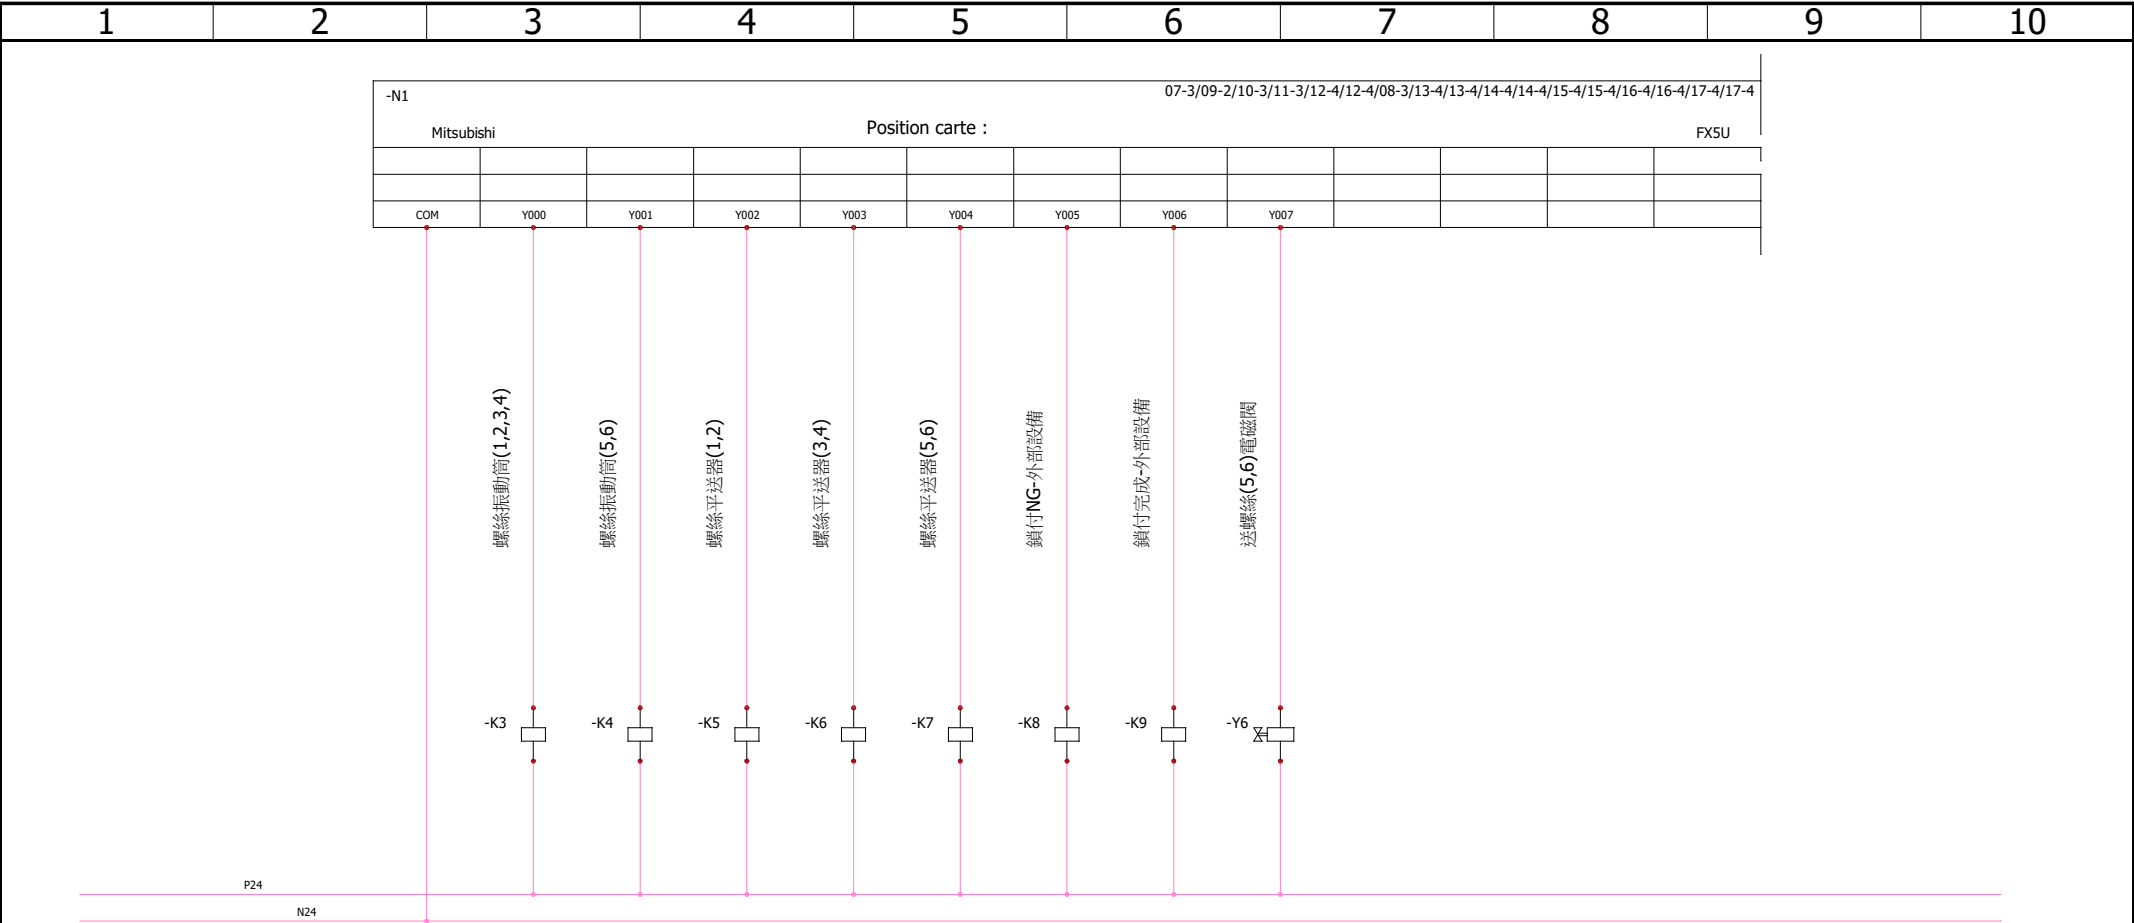 1 2 3 4 5 6 7 8 9 10
-N1 07-3/09-2/10-3/11-3/12-4/12-4/08-3/13-4/13-4/14-4/14-4/15-4/15-4/16-4/16-4/17-4/17-4
Mitsubishi Position carte : FX5U
COM Y000 Y001 Y002 Y003 Y004 Y005 Y006 Y007
螺絲振動筒(1,2,3,4)
螺絲振動筒(5,6)
螺絲平送器(1,2)
螺絲平送器(3,4)
螺絲平送器(5,6)
鎖付NG-外部設備
鎖付完成-外部設備
送螺絲(5,6)電磁閥
-K3 -K4 -K5 -K6 -K7 -K8 -K9 -Y6
P24
N24